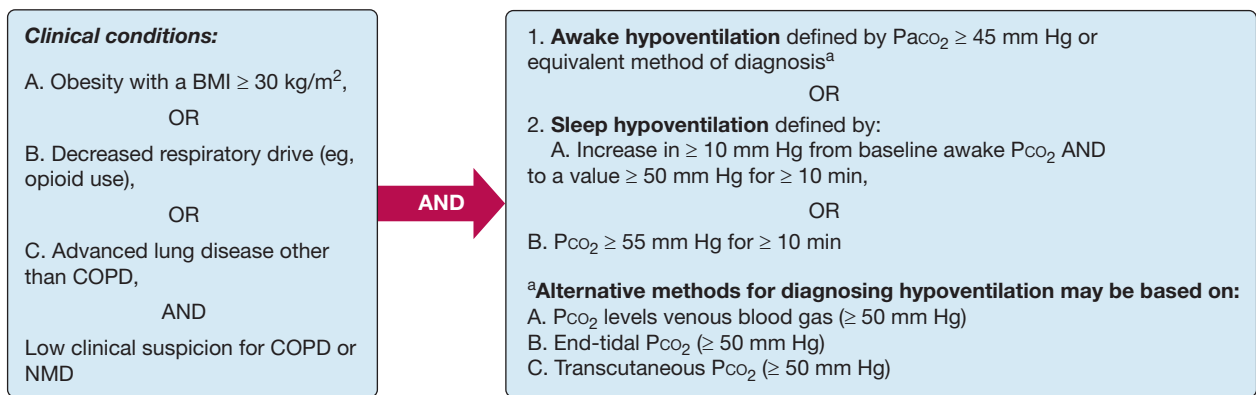 Clinical conditions:
A. Obesity with a BMI ≥ 30 kg/m²,
OR
B. Decreased respiratory drive (eg,
opioid use),
OR
C. Advanced lung disease other
than COPD,
AND
Low clinical suspicion for COPD or
NMD
AND
1. Awake hypoventilation defined by PaCO₂ ≥ 45 mm Hg or
equivalent method of diagnosisᵃ
OR
2. Sleep hypoventilation defined by:
A. Increase in ≥ 10 mm Hg from baseline awake PCO₂ AND
to a value ≥ 50 mm Hg for ≥ 10 min,
OR
B. PCO₂ ≥ 55 mm Hg for ≥ 10 min
ᵃAlternative methods for diagnosing hypoventilation may be based on:
A. PCO₂ levels venous blood gas (≥ 50 mm Hg)
B. End-tidal PCO₂ (≥ 50 mm Hg)
C. Transcutaneous PCO₂ (≥ 50 mm Hg)